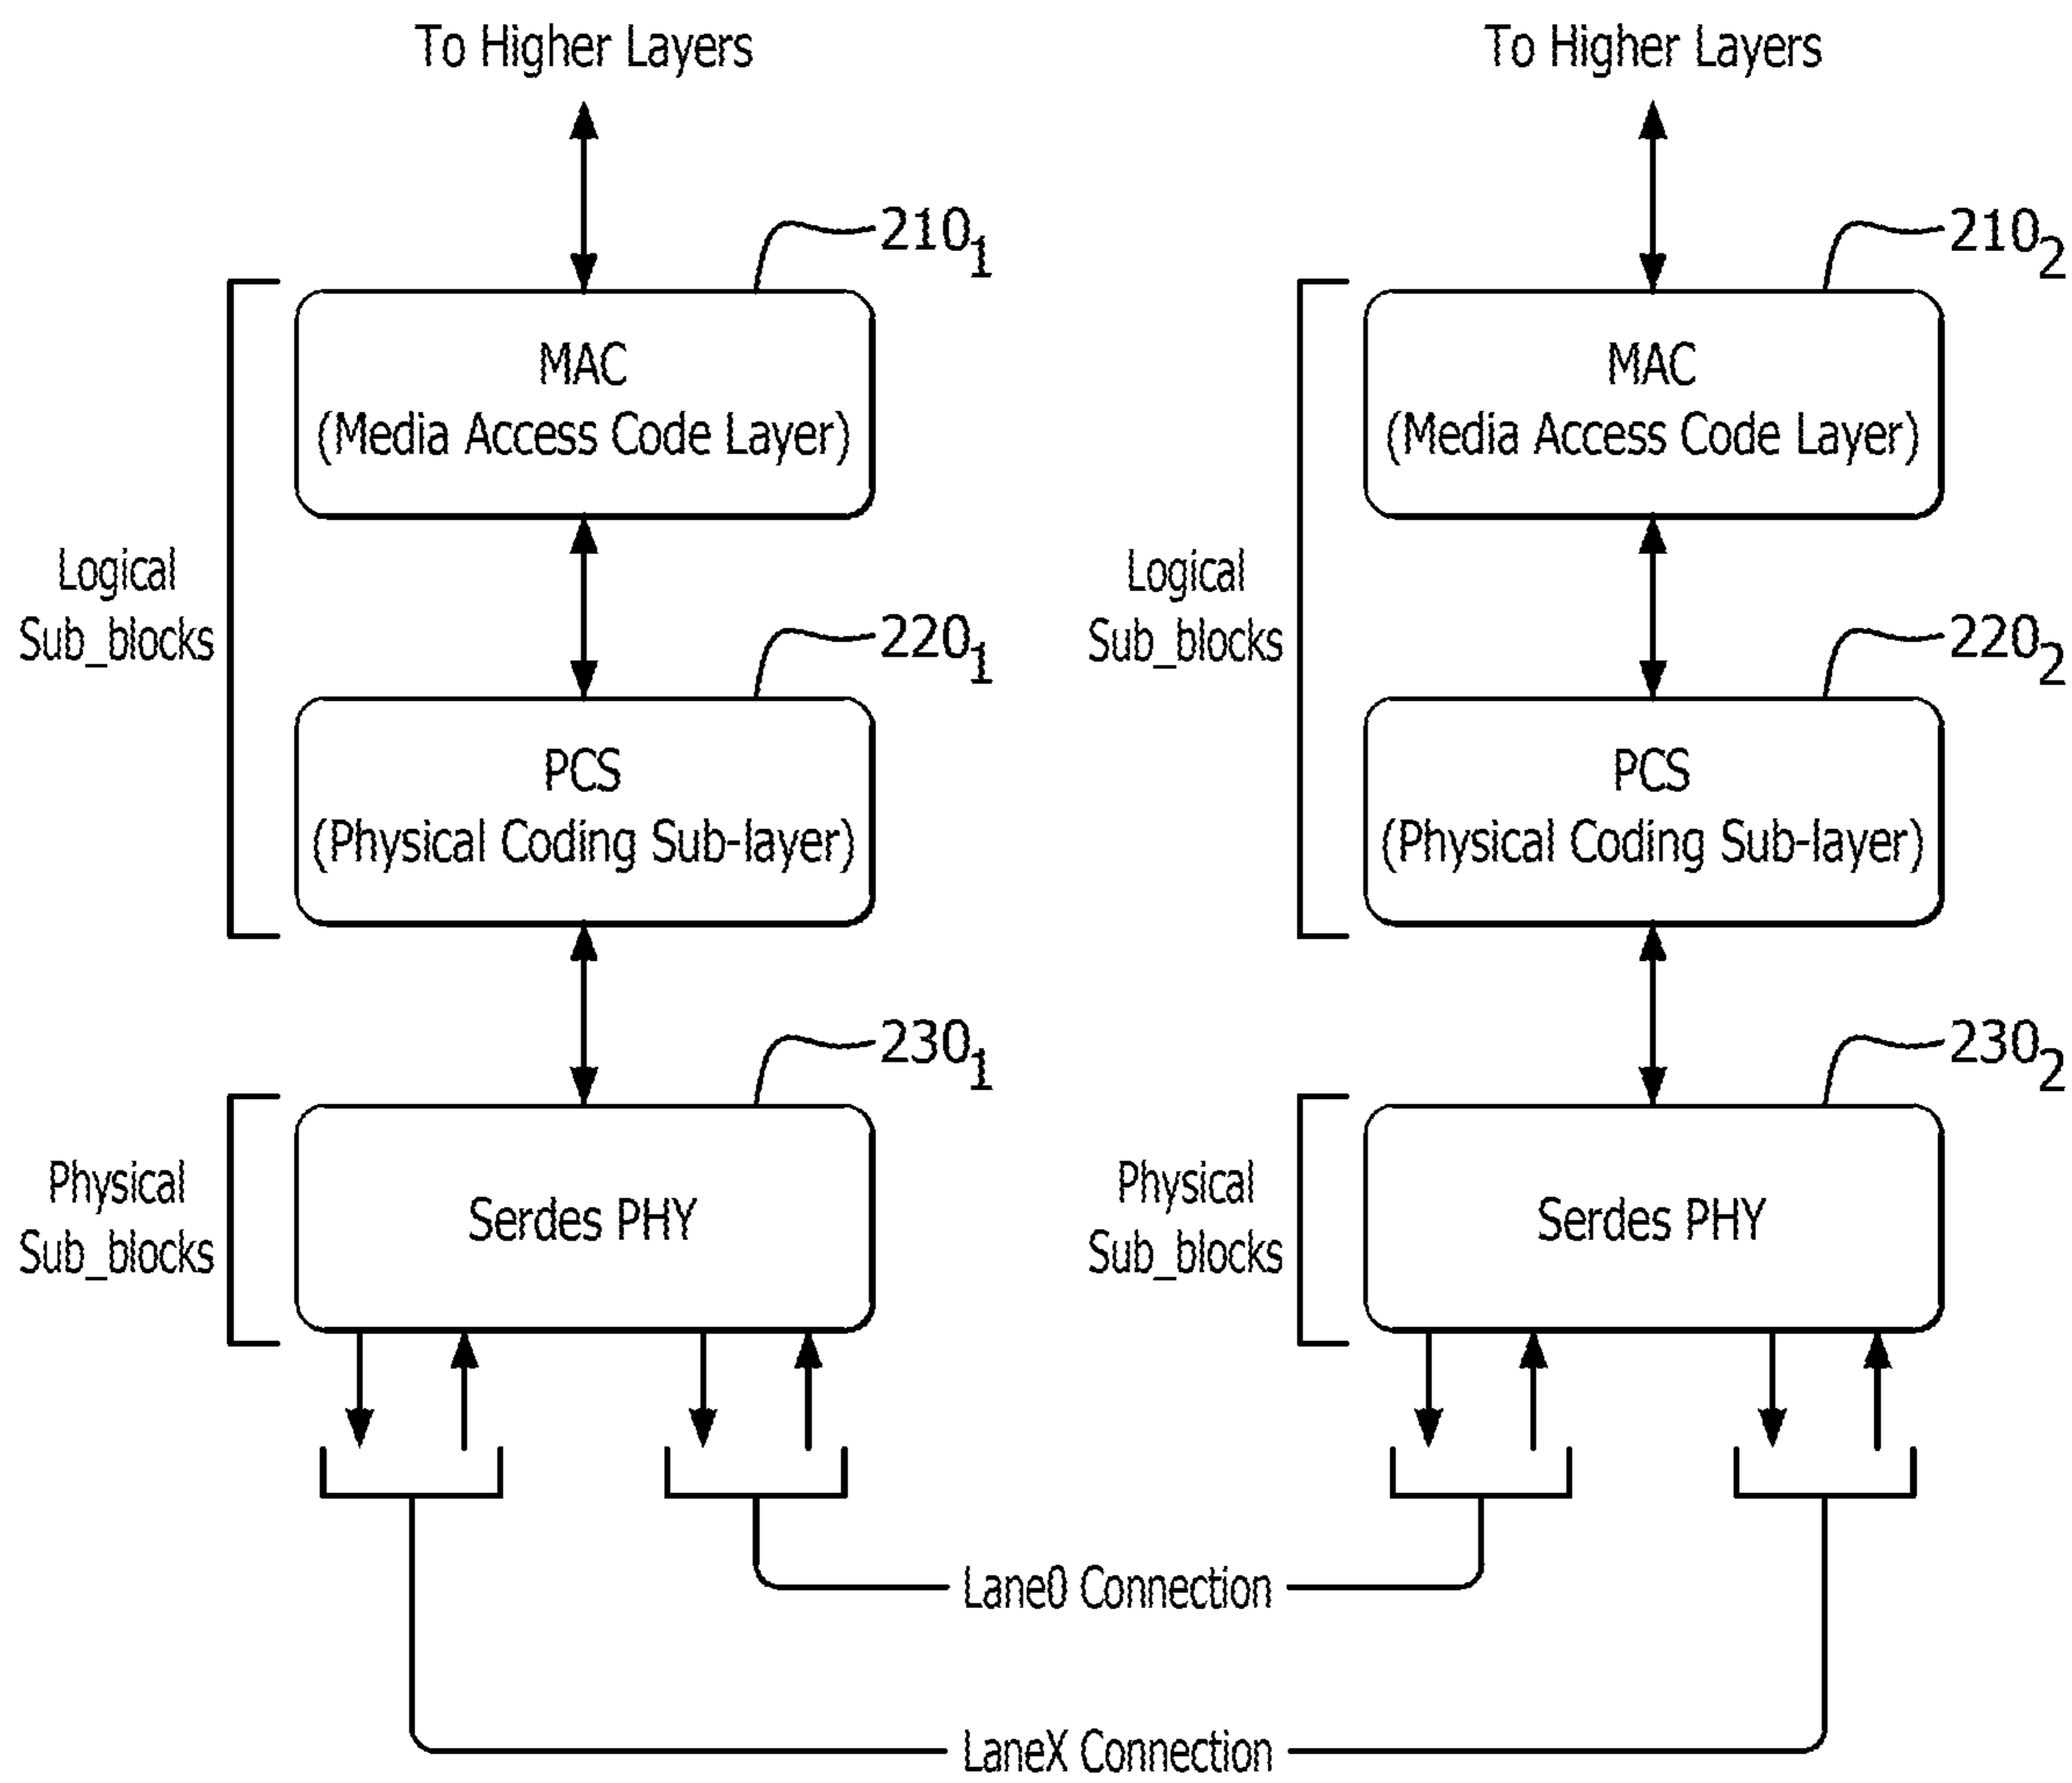 To Higher Layers
210₁
MAC
(Media Access Code Layer)
Logical
Sub_blocks
220₁
PCS
(Physical Coding Sub-layer)
230₁
Physical
Sub_blocks
Serdes PHY
To Higher Layers
210₂
MAC
(Media Access Code Layer)
Logical
Sub_blocks
220₂
PCS
(Physical Coding Sub-layer)
230₂
Physical
Sub_blocks
Serdes PHY
Lane0 Connection
LaneX Connection